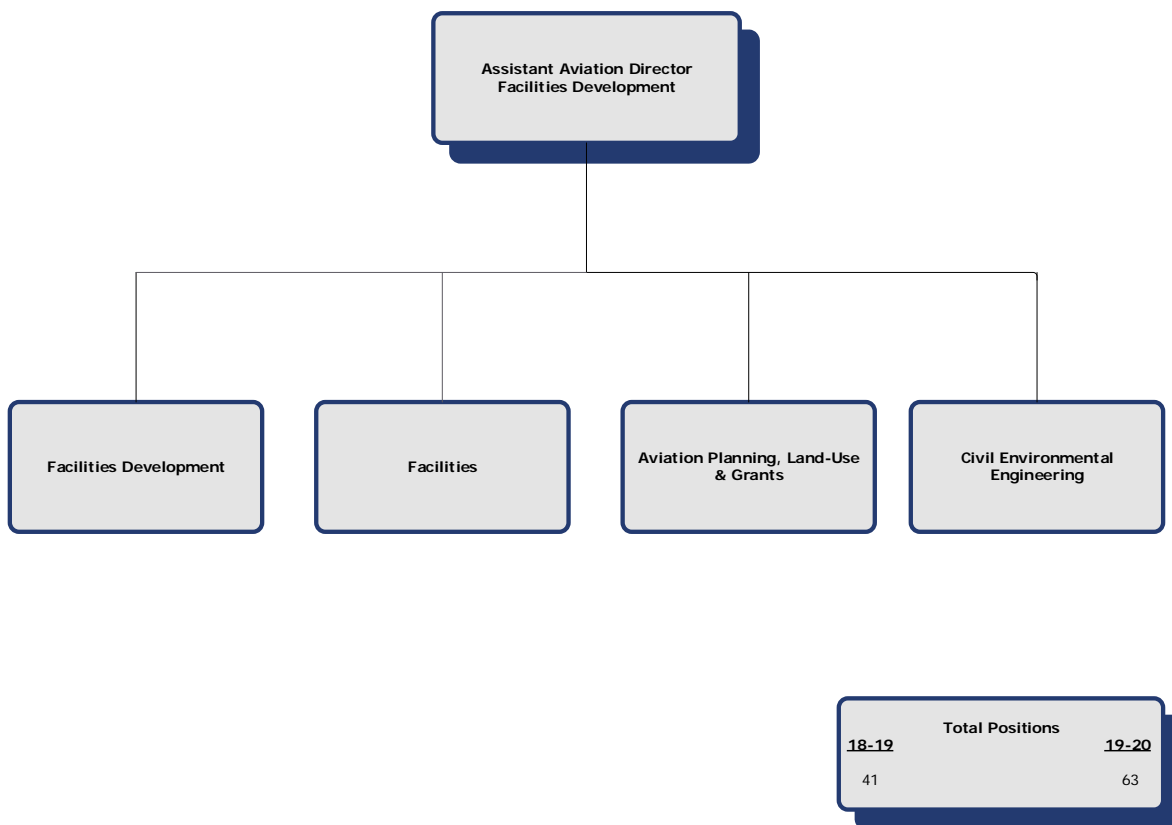 Assistant Aviation Director
Facilities Development
Facilities Development
Facilities
Aviation Planning, Land-Use
& Grants
Civil Environmental
Engineering
Total Positions
18-19 19-20
41 63